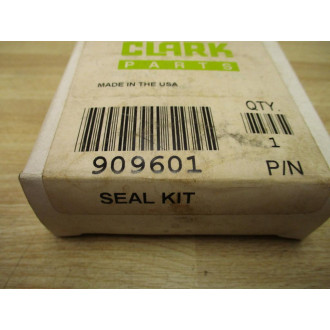 CLARK
PARTS
MADE IN THE USA
QTY.
1
909601
P/N
SEAL KIT